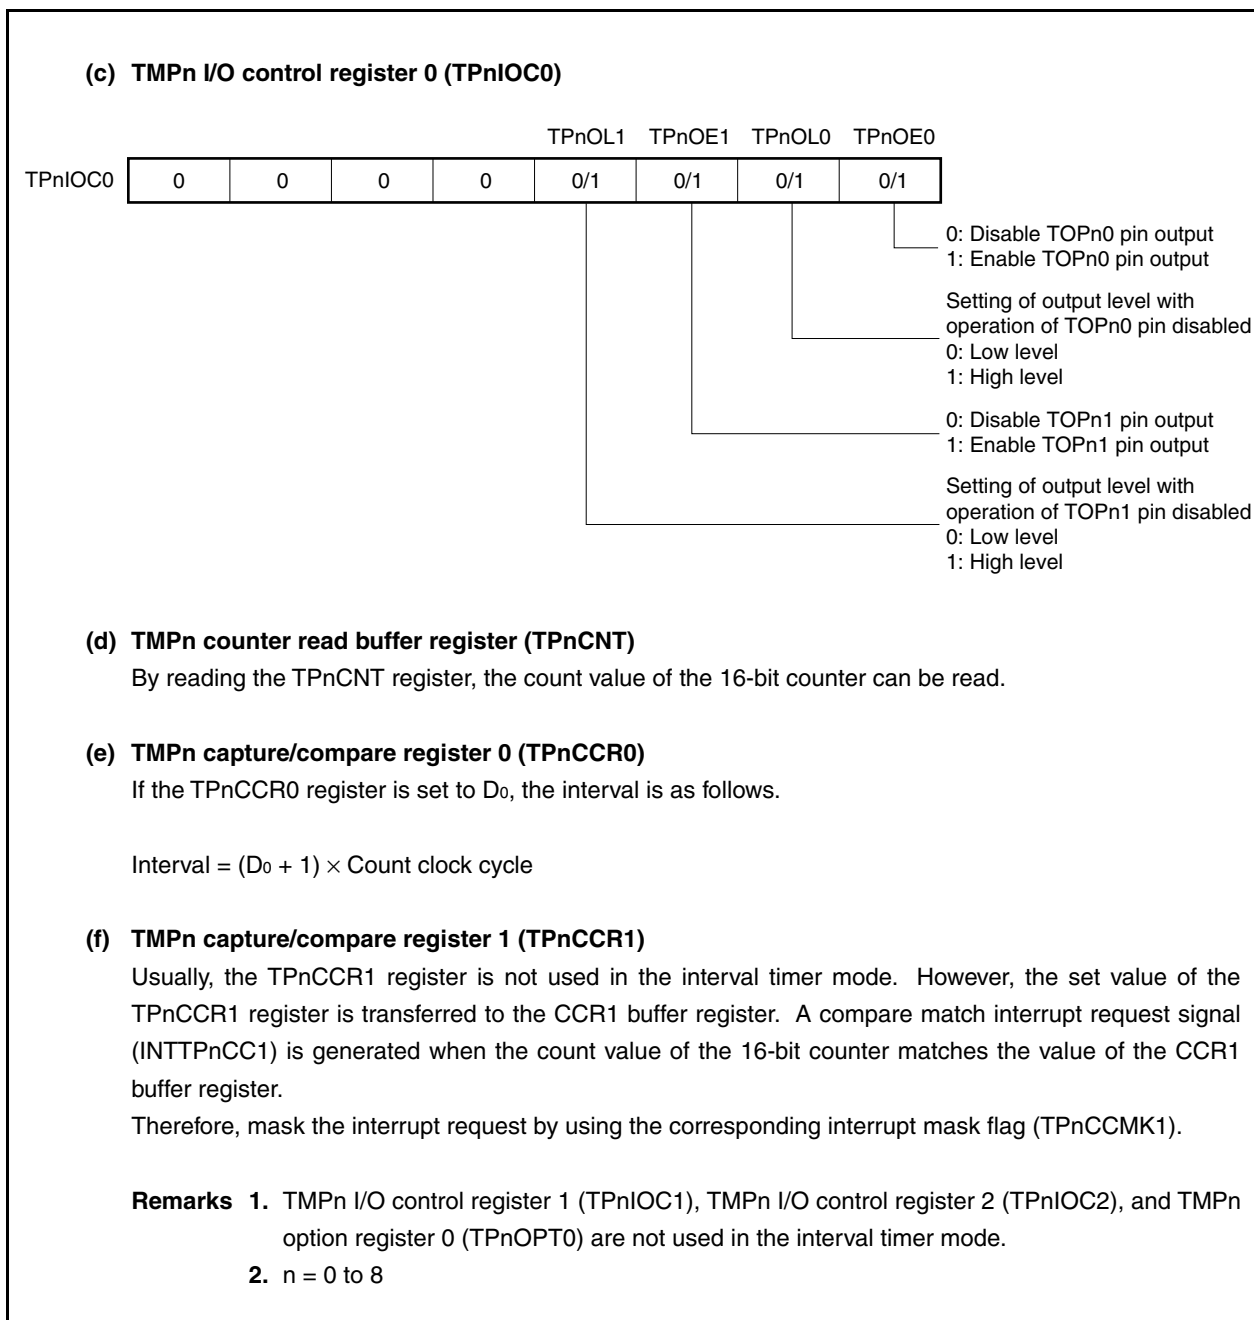 (c) TMPn I/O control register 0 (TPnIOC0)
TPnOL1 TPnOE1 TPnOL0 TPnOE0
TPnIOC0 0 0 0 0 0/1 0/1 0/1 0/1
0: Disable TOPn0 pin output
1: Enable TOPn0 pin output
Setting of output level with
operation of TOPn0 pin disabled
0: Low level
1: High level
0: Disable TOPn1 pin output
1: Enable TOPn1 pin output
Setting of output level with
operation of TOPn1 pin disabled
0: Low level
1: High level
(d) TMPn counter read buffer register (TPnCNT)
By reading the TPnCNT register, the count value of the 16-bit counter can be read.
(e) TMPn capture/compare register 0 (TPnCCR0)
If the TPnCCR0 register is set to D0, the interval is as follows.
Interval = (D0 + 1) × Count clock cycle
(f) TMPn capture/compare register 1 (TPnCCR1)
Usually, the TPnCCR1 register is not used in the interval timer mode. However, the set value of the
TPnCCR1 register is transferred to the CCR1 buffer register. A compare match interrupt request signal
(INTTPnCC1) is generated when the count value of the 16-bit counter matches the value of the CCR1
buffer register.
Therefore, mask the interrupt request by using the corresponding interrupt mask flag (TPnCCMK1).
Remarks 1. TMPn I/O control register 1 (TPnIOC1), TMPn I/O control register 2 (TPnIOC2), and TMPn
option register 0 (TPnOPT0) are not used in the interval timer mode.
2. n = 0 to 8